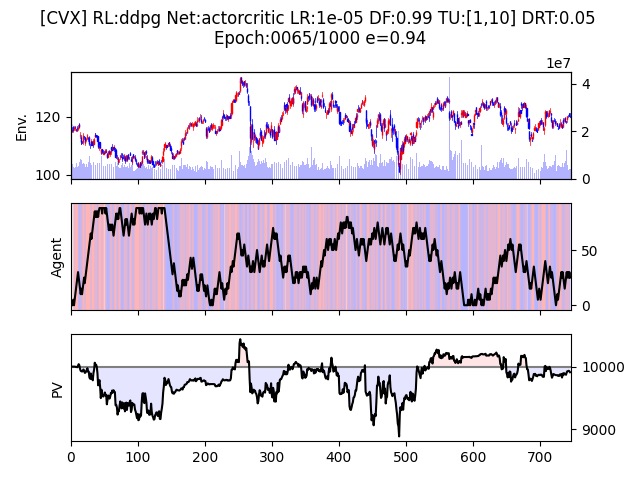 [CVX] RL:ddpg Net:actorcritic LR:1e-05 DF:0.99 TU:[1,10] DRT:0.05
Epoch:0065/1000 e=0.94
1e7
Env.
120
100
4
2
0
Agent
50
0
PV
10000
9000
0 100 200 300 400 500 600 700